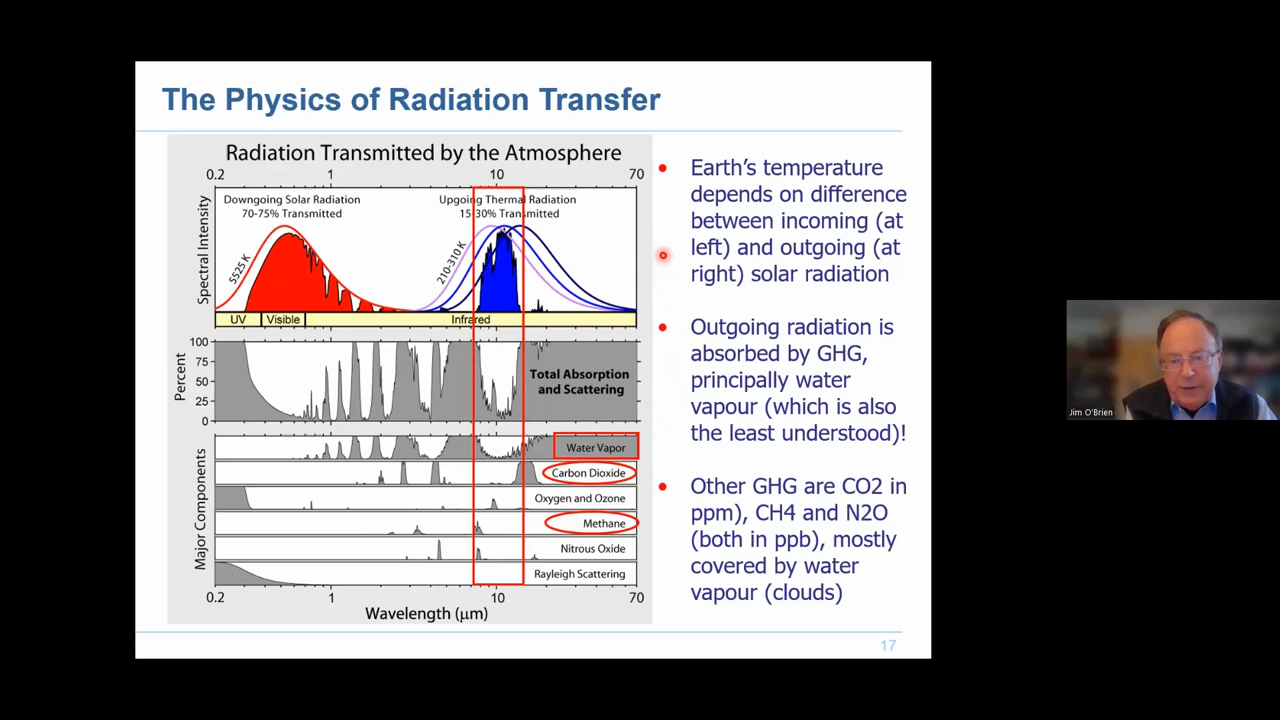 The Physics of Radiation Transfer
Radiation Transmitted by the Atmosphere
0.2 1 10 70
Downgoing Solar Radiation
70-75% Transmitted
Upgoing Thermal Radiation
15-30% Transmitted
Spectral Intensity
5525 K
210-310 K
UV Visible Infrared
Percent
100
75
50
25
0
Total Absorption
and Scattering
Major Components
Water Vapor
Carbon Dioxide
Oxygen and Ozone
Methane
Nitrous Oxide
Rayleigh Scattering
0.2 1 10 70
Wavelength (μm)
Earth's temperature
depends on difference
between incoming (at
left) and outgoing (at
right) solar radiation
Outgoing radiation is
absorbed by GHG,
principally water
vapour (which is also
the least understood)!
Other GHG are CO2 in
ppm), CH4 and N2O
(both in ppb), mostly
covered by water
vapour (clouds)
17
Jim O'Brien